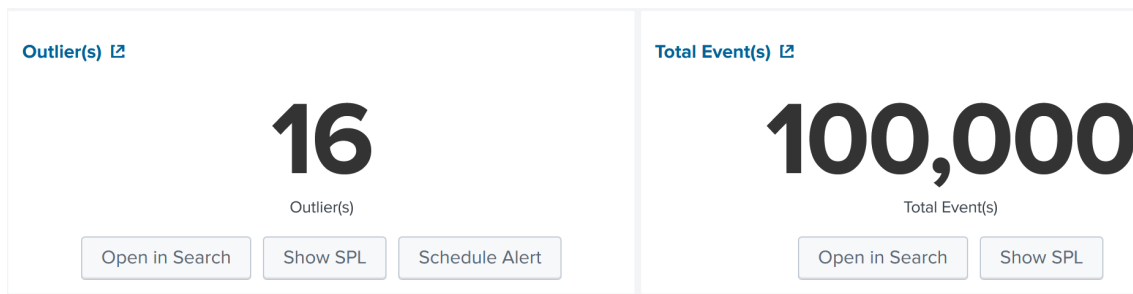 Outlier(s)
16
Outlier(s)
Open in Search
Show SPL
Schedule Alert
Total Event(s)
100,000
Total Event(s)
Open in Search
Show SPL